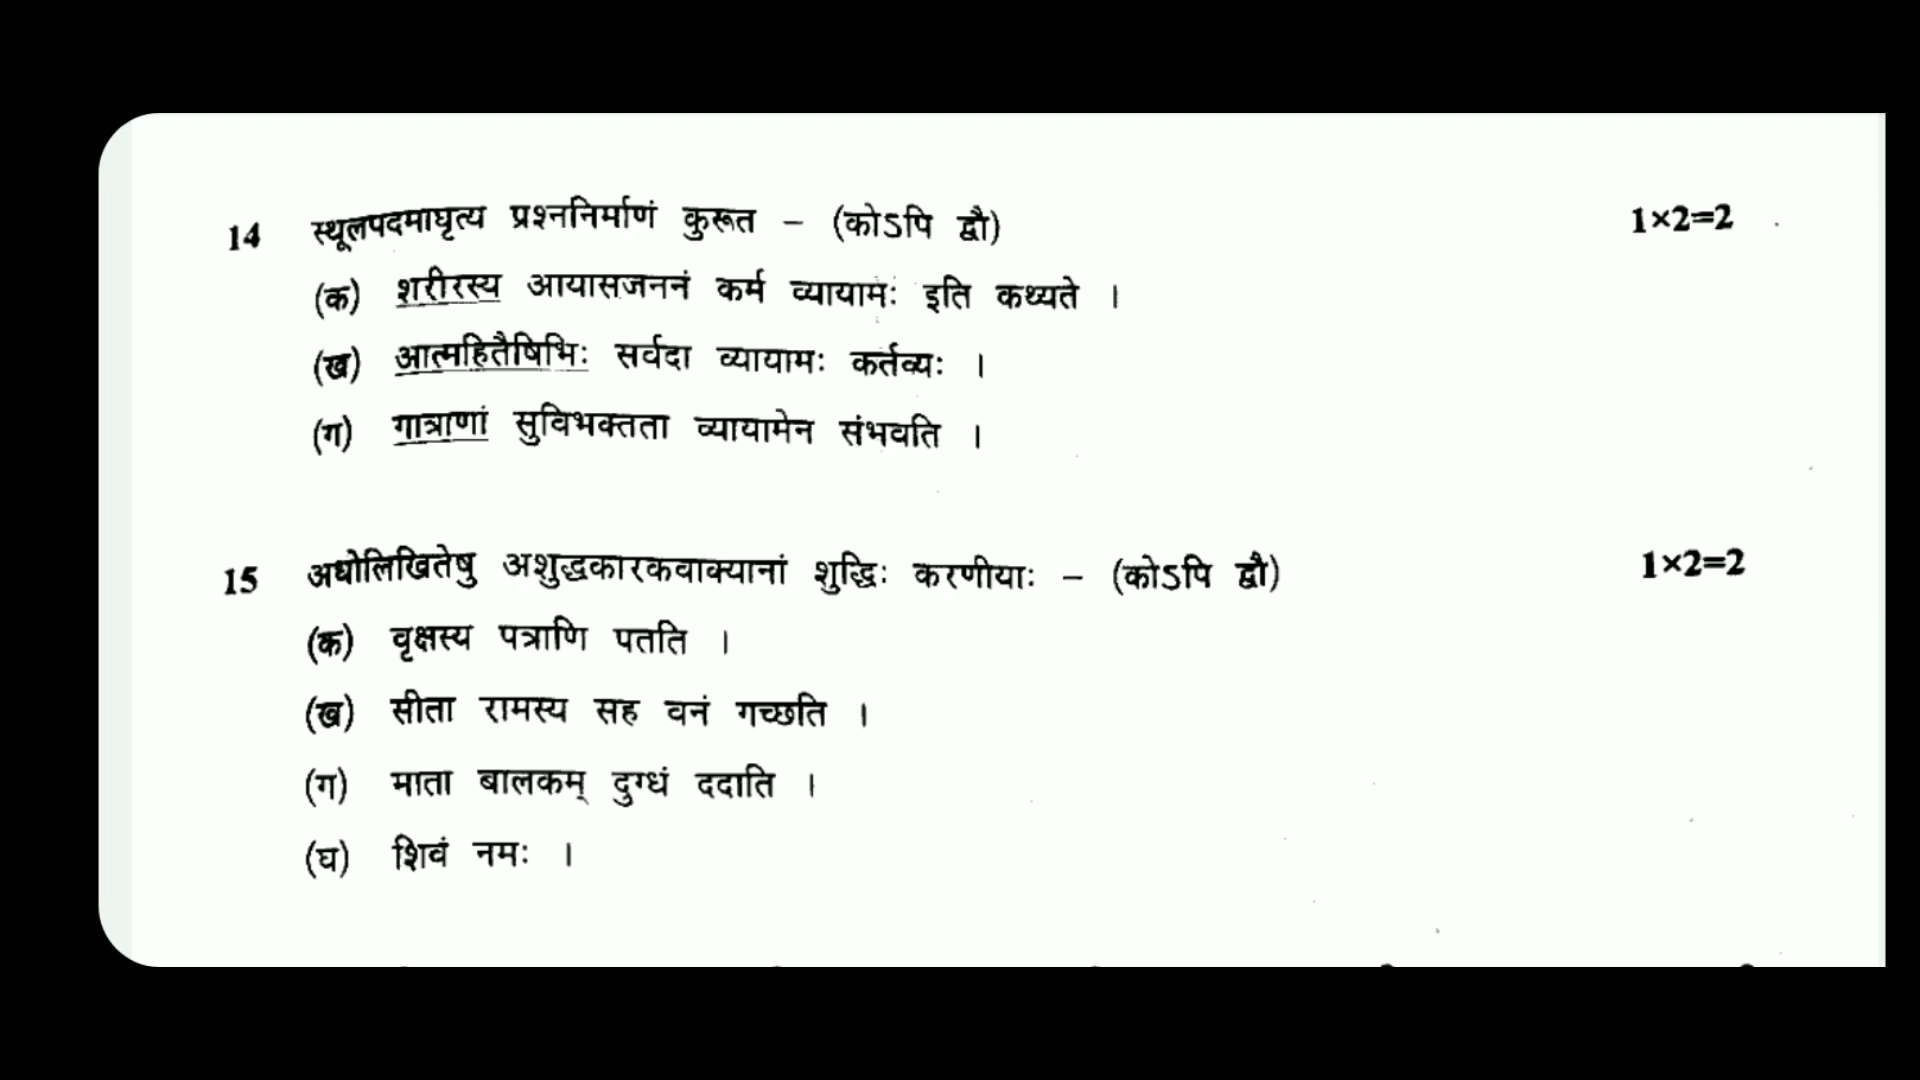 14 स्थूलपदमाघृत्य प्रश्ननिर्माणं कुरूत – (कोऽपि द्वौ) 1×2=2
(क) शरीरस्य आयासजननं कर्म व्यायामः इति कथ्यते ।
(ख) आत्महितैषिभिः सर्वदा व्यायामः कर्तव्यः ।
(ग) गात्राणां सुविभक्तता व्यायामेन संभवति ।
15 अधोलिखितेषु अशुद्धकारकवाक्यानां शुद्धिः करणीयाः – (कोऽपि द्वौ) 1×2=2
(क) वृक्षस्य पत्राणि पतति ।
(ख) सीता रामस्य सह वनं गच्छति ।
(ग) माता बालकम् दुग्धं ददाति ।
(घ) शिवं नमः ।